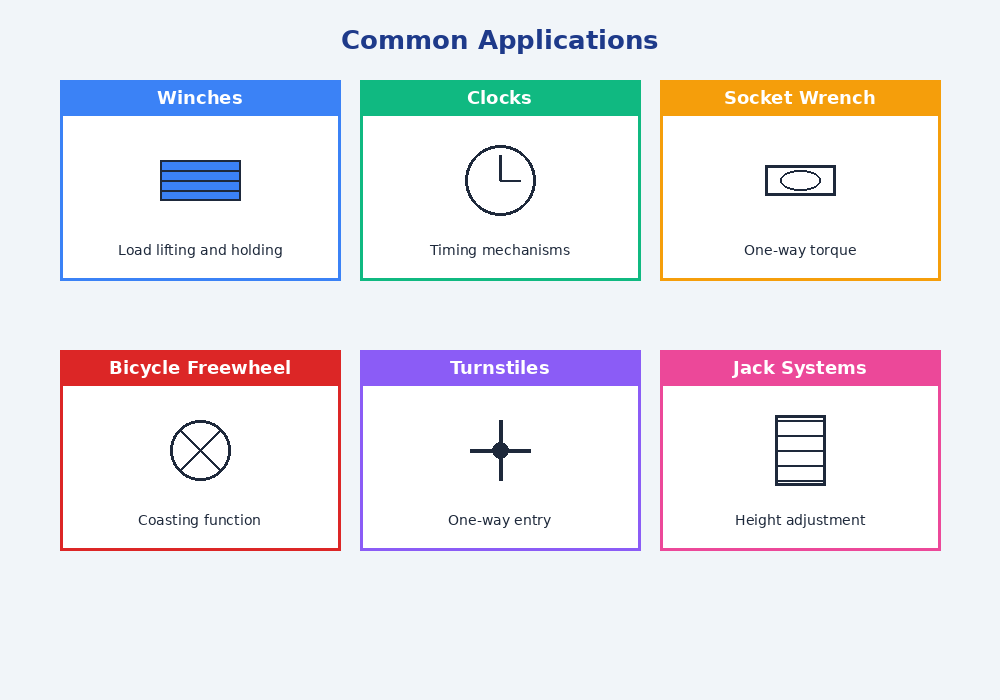 Common Applications
Winches
Clocks
Socket Wrench
Load lifting and holding
Timing mechanisms
One-way torque
Bicycle Freewheel
Turnstiles
Jack Systems
Coasting function
One-way entry
Height adjustment